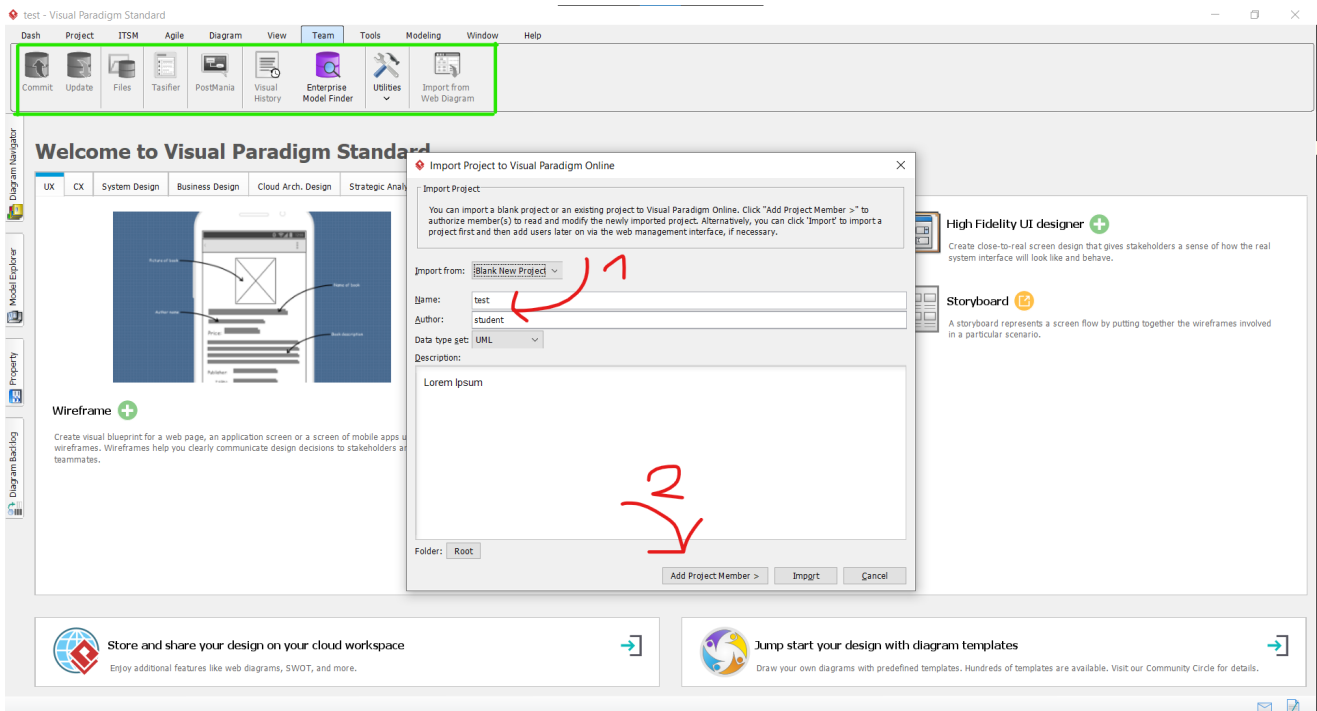 test - Visual Paradigm Standard
Dash Project ITSM Agile Diagram View Team Tools Modeling Window Help
Commit Update Files Tasifier PostMania Visual History Enterprise Model Finder Utilities Import from Web Diagram
Diagram Navigator
Model Explorer
Property
Diagram Backlog
Welcome to Visual Paradigm Standard
UX CX System Design Business Design Cloud Arch. Design Strategic Analy
Picture of book
Name of book
Author name
Price:
Book description
Publisher:
Wireframe
Create visual blueprint for a web page, an application screen or a screen of mobile apps u
wireframes. Wireframes help you clearly communicate design decisions to stakeholders ar
teammates.
Import Project to Visual Paradigm Online
Import Project
You can import a blank project or an existing project to Visual Paradigm Online. Click "Add Project Member >" to
authorize member(s) to read and modify the newly imported project. Alternatively, you can click 'Import' to import a
project first and then add users later on via the web management interface, if necessary.
Import from: Blank New Project
1
Name: test
Author: student
Data type set: UML
Description:
Lorem Ipsum
2
Folder: Root
Add Project Member > Import Cancel
High Fidelity UI designer
Create close-to-real screen design that gives stakeholders a sense of how the real
system interface will look like and behave.
Storyboard
A storyboard represents a screen flow by putting together the wireframes involved
in a particular scenario.
Store and share your design on your cloud workspace
Enjoy additional features like web diagrams, SWOT, and more.
Jump start your design with diagram templates
Draw your own diagrams with predefined templates. Hundreds of templates are available. Visit our Community Circle for details.